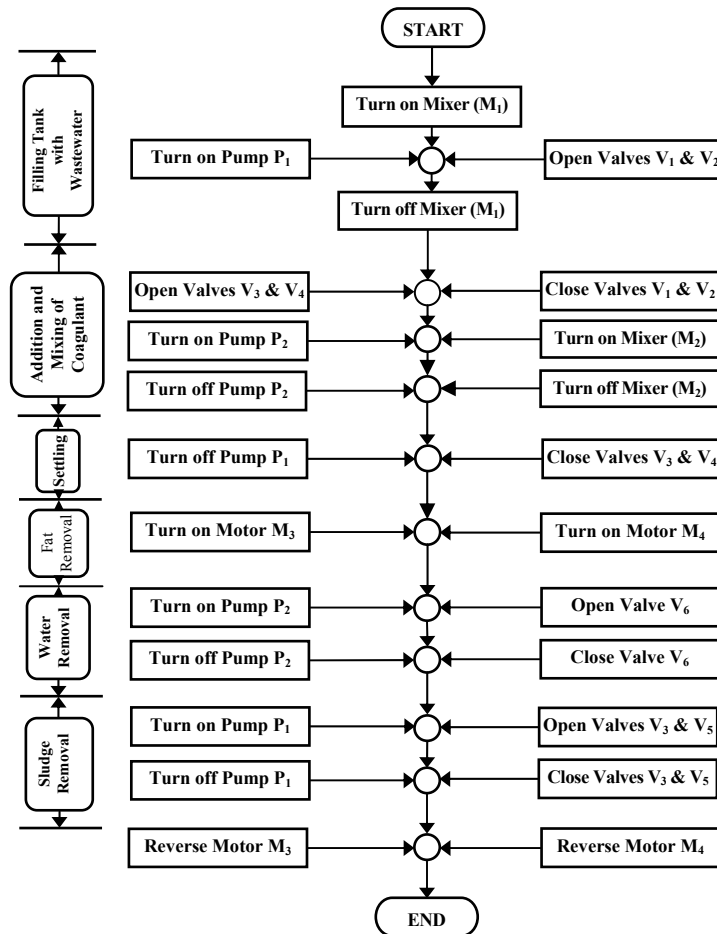 START
Turn on Mixer (M₁)
Turn on Pump P₁
Open Valves V₁ & V₂
Turn off Mixer (M₁)
Filling Tank
with
Wastewater
Open Valves V₃ & V₄
Close Valves V₁ & V₂
Turn on Pump P₂
Turn on Mixer (M₂)
Turn off Pump P₂
Turn off Mixer (M₂)
Addition and
Mixing of
Coagulant
Turn off Pump P₁
Close Valves V₃ & V₄
Settling
Turn on Motor M₃
Turn on Motor M₄
Fat
Removal
Turn on Pump P₂
Open Valve V₆
Turn off Pump P₂
Close Valve V₆
Water
Removal
Turn on Pump P₁
Open Valves V₃ & V₅
Turn off Pump P₁
Close Valves V₃ & V₅
Sludge
Removal
Reverse Motor M₃
Reverse Motor M₄
END